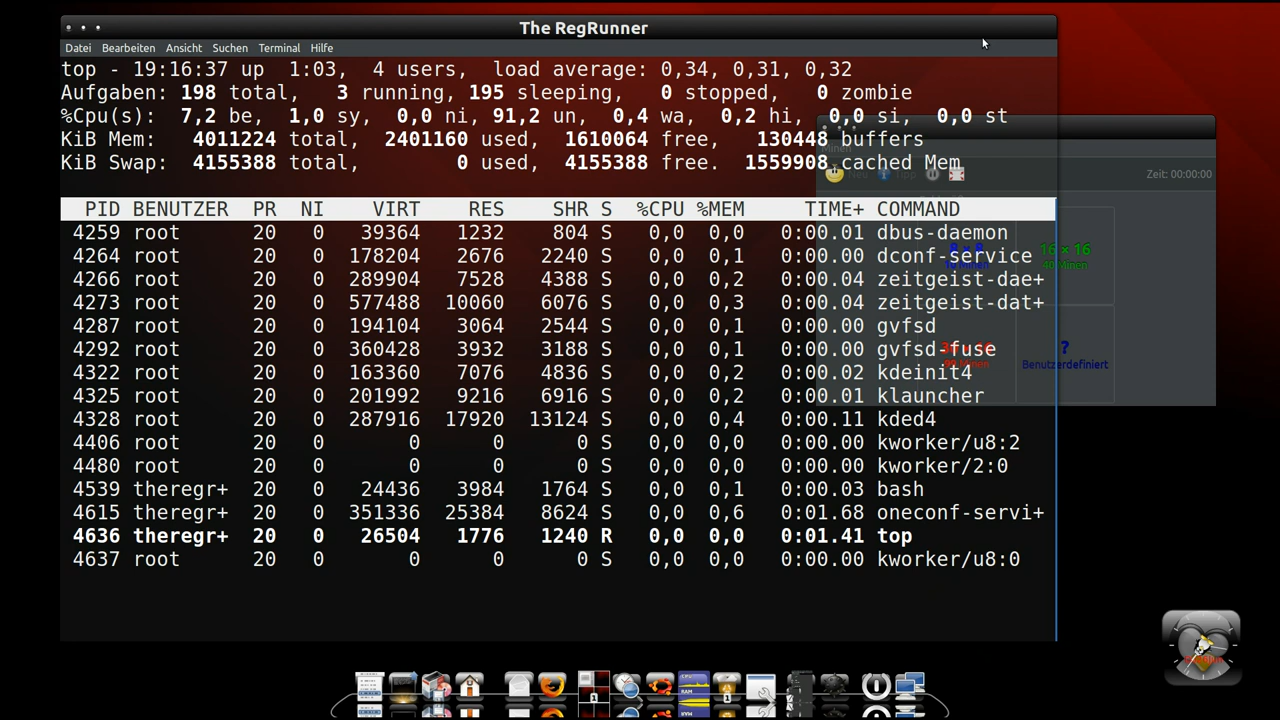 The RegRunner
Datei Bearbeiten Ansicht Suchen Terminal Hilfe
top - 19:16:37 up  1:03,  4 users,  load average: 0,34, 0,31, 0,32
Aufgaben: 198 total,   3 running, 195 sleeping,   0 stopped,   0 zombie
%Cpu(s):  7,2 be,  1,0 sy,  0,0 ni, 91,2 un,  0,4 wa,  0,2 hi,  0,0 si,  0,0 st
KiB Mem:   4011224 total,  2401160 used,  1610064 free,   130448 buffers
KiB Swap:  4155388 total,        0 used,  4155388 free.  1559908 cached Mem
PID BENUTZER  PR  NI    VIRT    RES    SHR S  %CPU %MEM     TIME+ COMMAND
4259 root      20   0   39364   1232    804 S   0,0  0,0   0:00.01 dbus-daemon
4264 root      20   0  178204   2676   2240 S   0,0  0,1   0:00.00 dconf-service
4266 root      20   0  289904   7528   4388 S   0,0  0,2   0:00.04 zeitgeist-dae+
4273 root      20   0  577488  10060   6076 S   0,0  0,3   0:00.04 zeitgeist-dat+
4287 root      20   0  194104   3064   2544 S   0,0  0,1   0:00.00 gvfsd
4292 root      20   0  360428   3932   3188 S   0,0  0,1   0:00.00 gvfsd-fuse
4322 root      20   0  163360   7076   4836 S   0,0  0,2   0:00.02 kdeinit4
4325 root      20   0  201992   9216   6916 S   0,0  0,2   0:00.01 klauncher
4328 root      20   0  287916  17920  13124 S   0,0  0,4   0:00.11 kded4
4406 root      20   0       0      0      0 S   0,0  0,0   0:00.00 kworker/u8:2
4480 root      20   0       0      0      0 S   0,0  0,0   0:00.00 kworker/2:0
4539 theregr+  20   0   24436   3984   1764 S   0,0  0,1   0:00.03 bash
4615 theregr+  20   0  351336  25384   8624 S   0,0  0,6   0:01.68 oneconf-servi+
4636 theregr+  20   0   26504   1776   1240 R   0,0  0,0   0:01.41 top
4637 root      20   0       0      0      0 S   0,0  0,0   0:00.00 kworker/u8:0
Minen
Neu Tipp Zeit: 00:00:00
8 × 8
10 Minen
16 × 16
40 Minen
Minen
?
Benutzerdefiniert